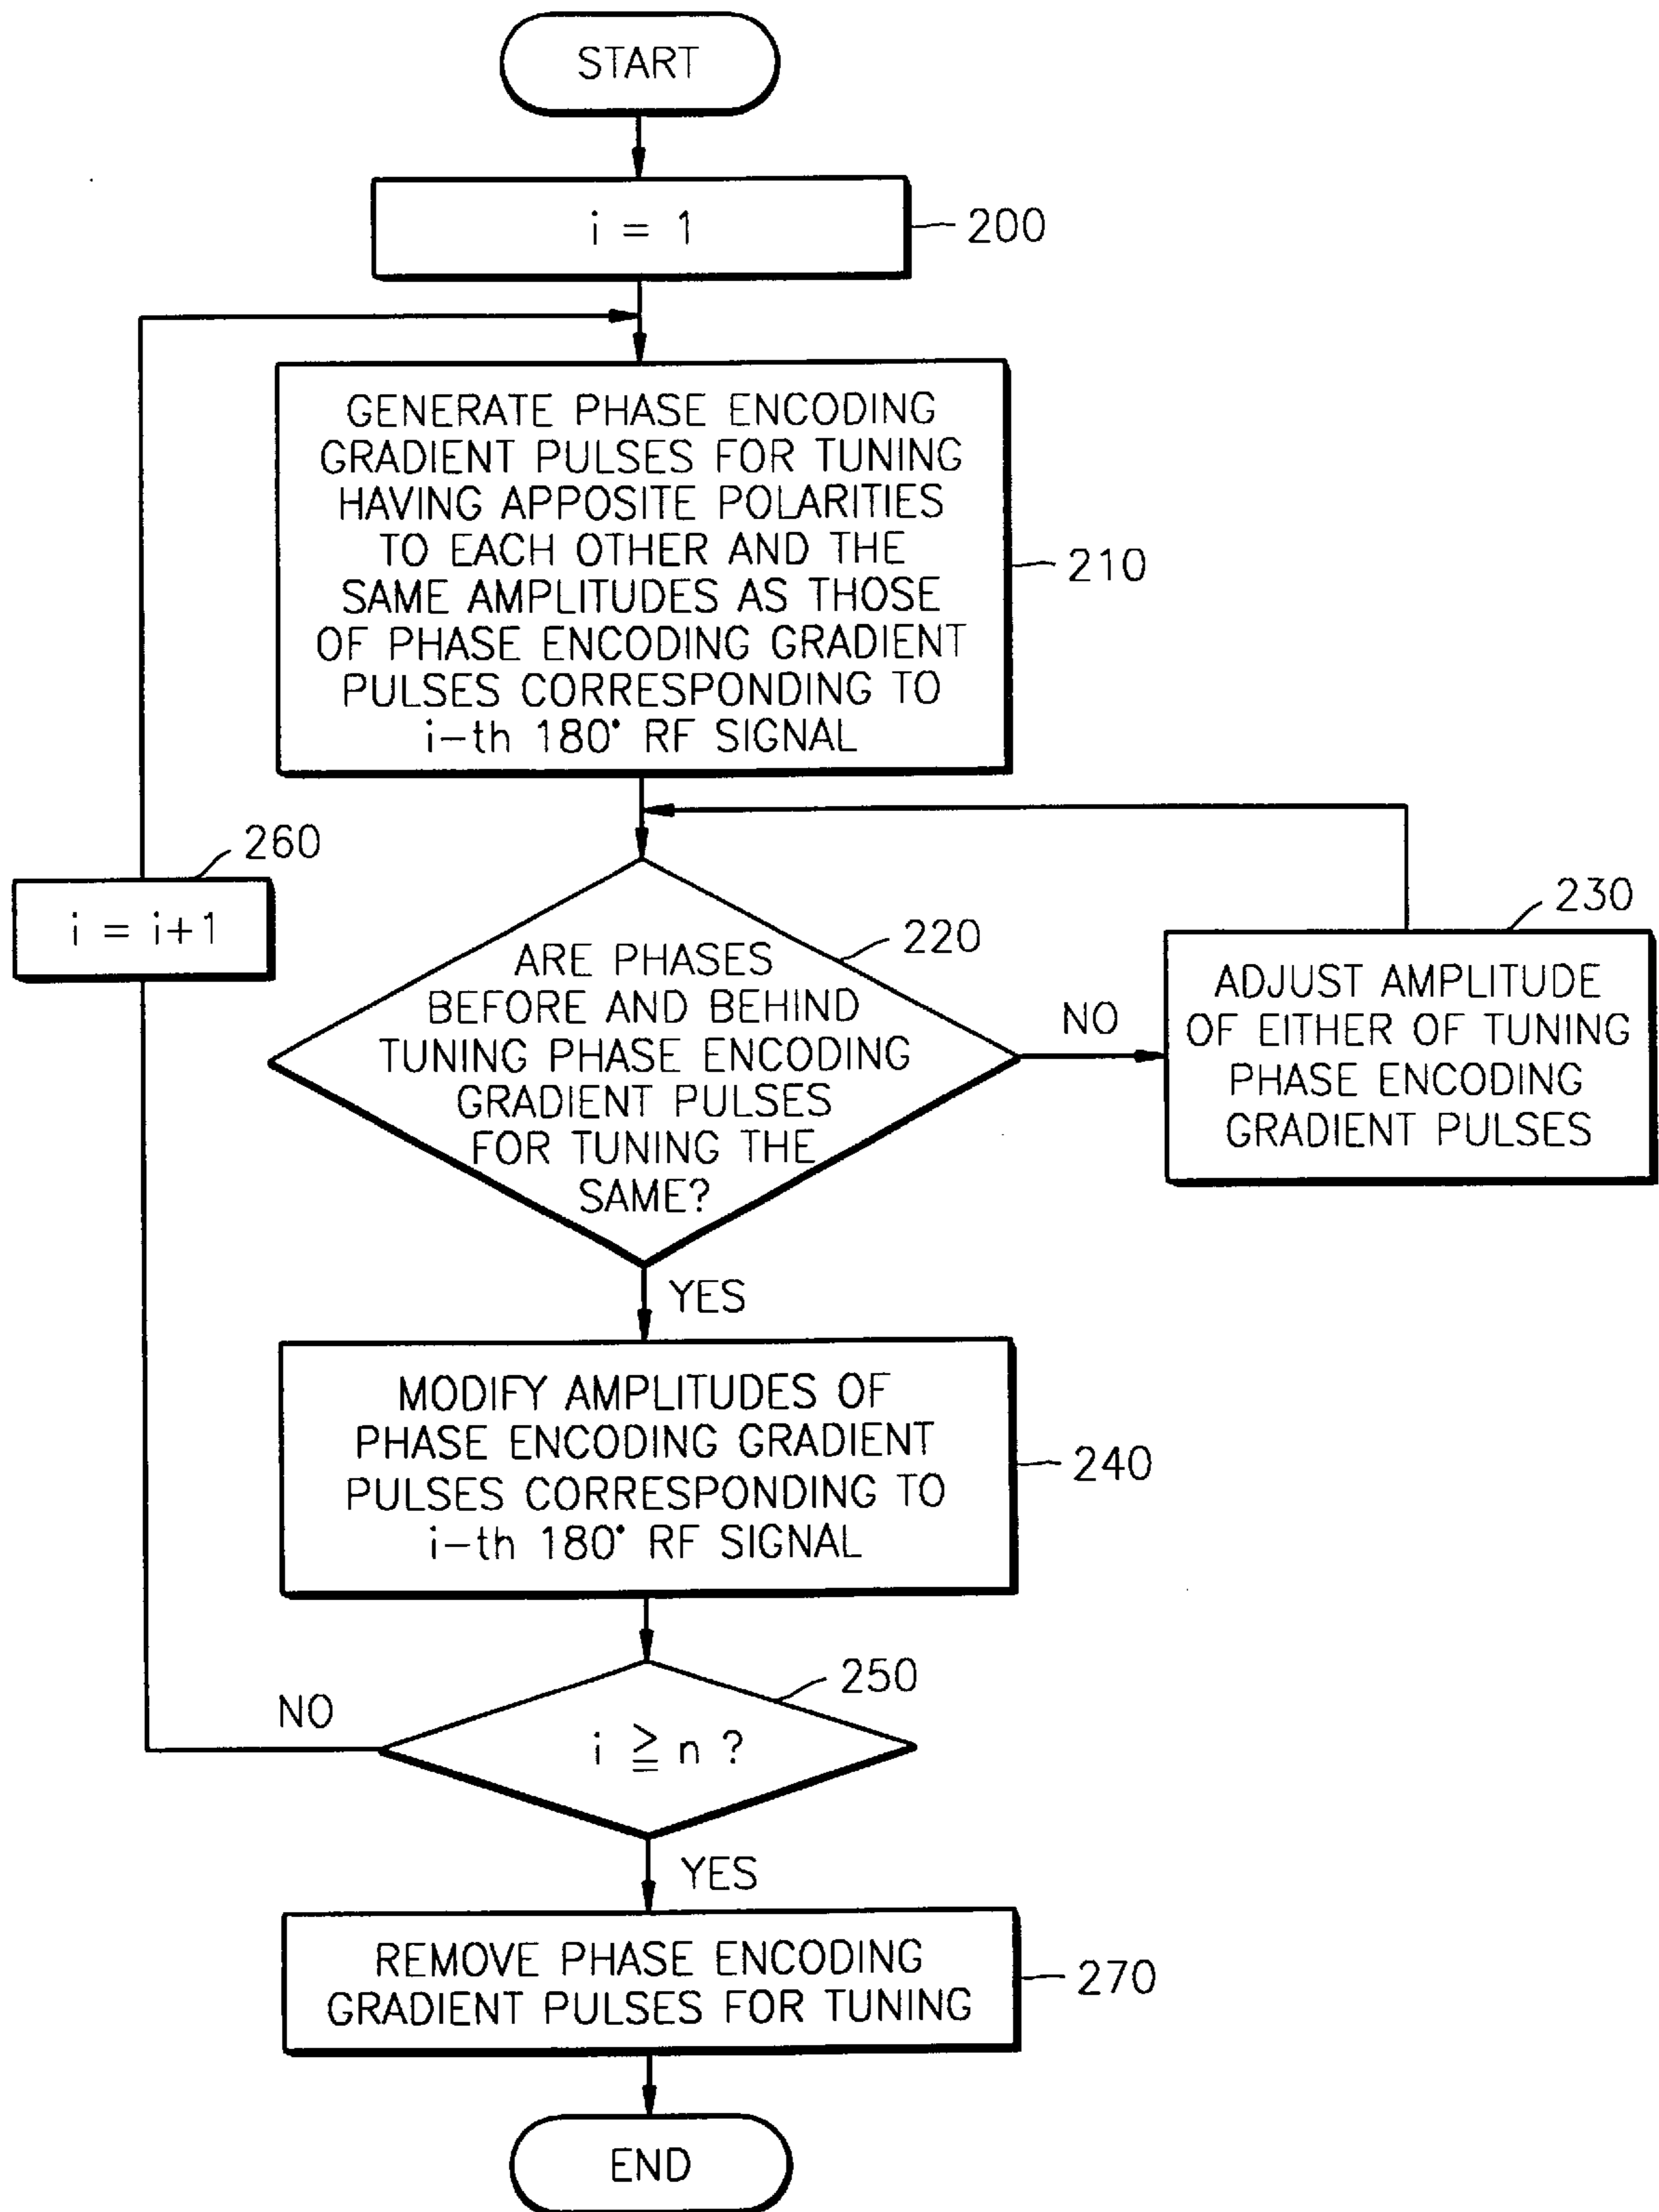 START
i = 1
200
GENERATE PHASE ENCODING
GRADIENT PULSES FOR TUNING
HAVING APPOSITE POLARITIES
TO EACH OTHER AND THE
SAME AMPLITUDES AS THOSE
OF PHASE ENCODING GRADIENT
PULSES CORRESPONDING TO
i-th 180° RF SIGNAL
210
260
i = i+1
ARE PHASES
BEFORE AND BEHIND
TUNING PHASE ENCODING
GRADIENT PULSES
FOR TUNING THE
SAME?
220
NO
230
ADJUST AMPLITUDE
OF EITHER OF TUNING
PHASE ENCODING
GRADIENT PULSES
YES
MODIFY AMPLITUDES OF
PHASE ENCODING GRADIENT
PULSES CORRESPONDING TO
i-th 180° RF SIGNAL
240
250
NO
i ≧ n ?
YES
REMOVE PHASE ENCODING
GRADIENT PULSES FOR TUNING
270
END